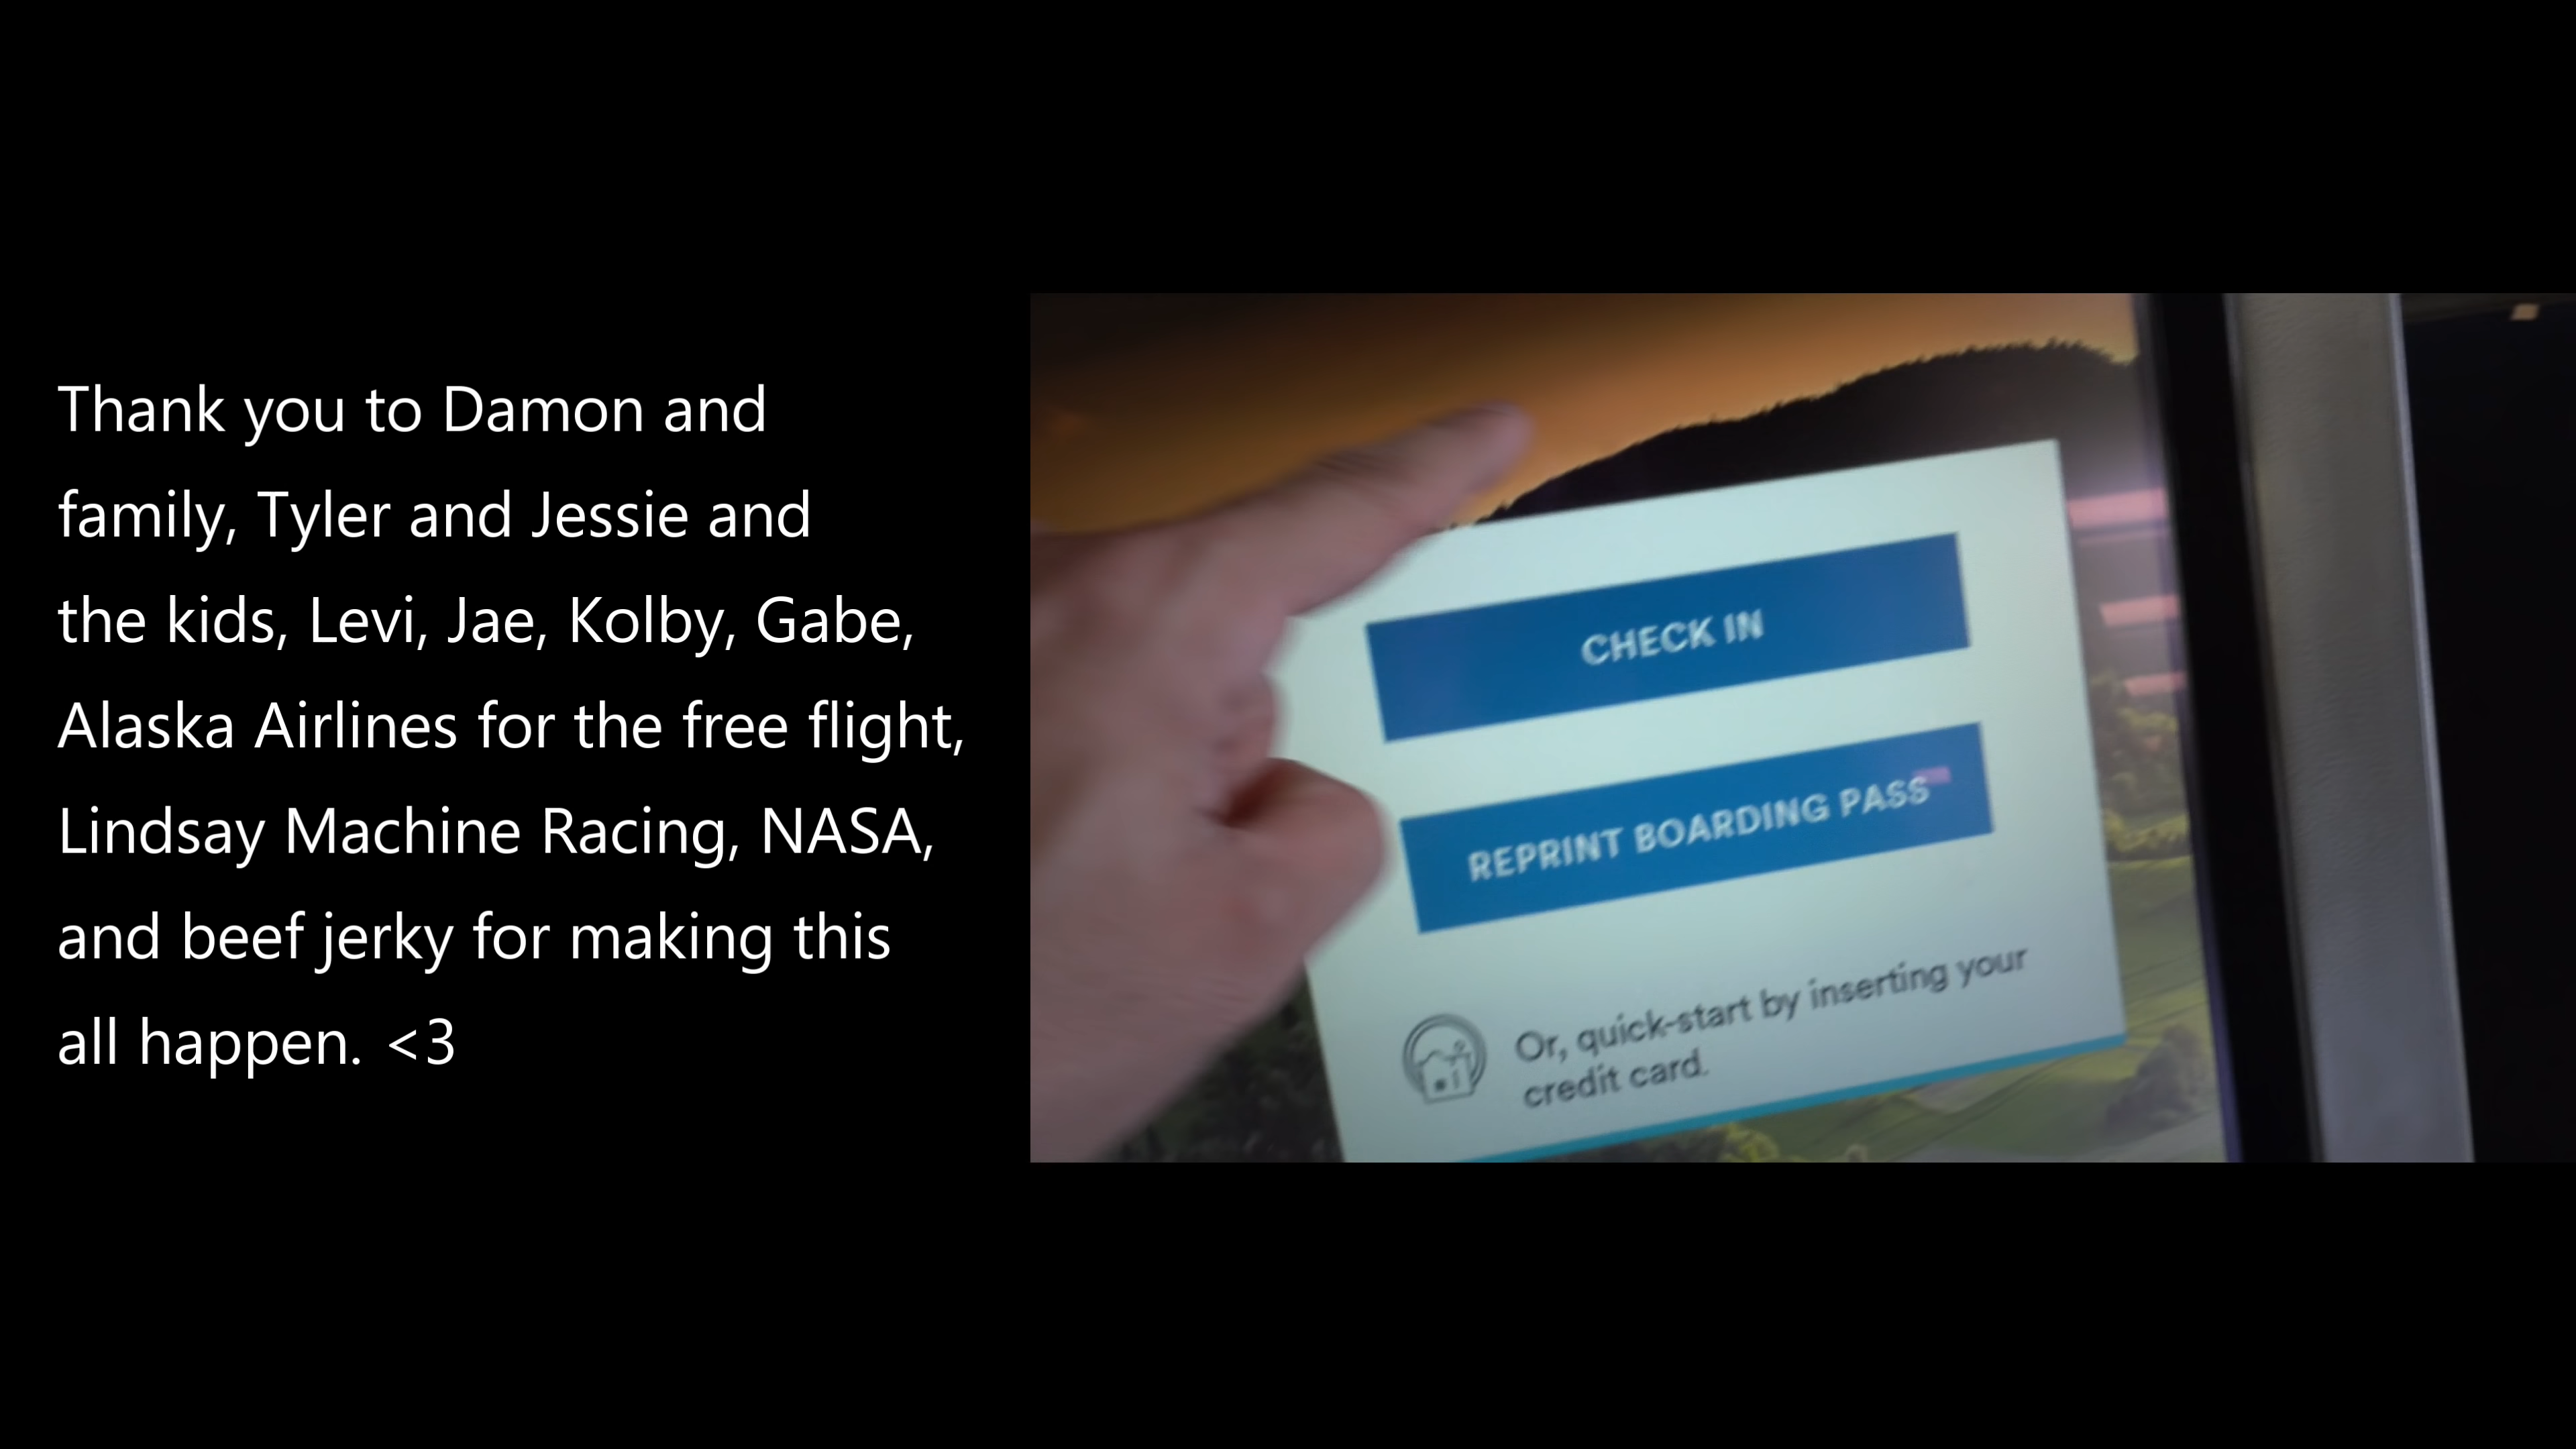 Thank you to Damon and
family, Tyler and Jessie and
the kids, Levi, Jae, Kolby, Gabe,
Alaska Airlines for the free flight,
Lindsay Machine Racing, NASA,
and beef jerky for making this
all happen. <3
CHECK IN
REPRINT BOARDING PASS
Or, quick-start by inserting your
credit card.